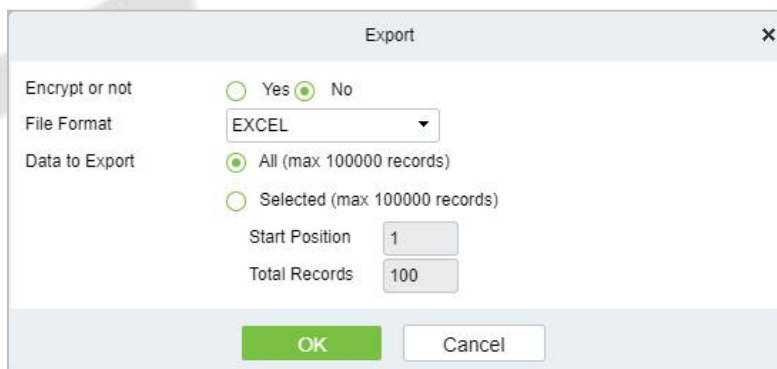 Export
Encrypt or not Yes No
File Format EXCEL
Data to Export All (max 100000 records)
Selected (max 100000 records)
Start Position 1
Total Records 100
OK Cancel